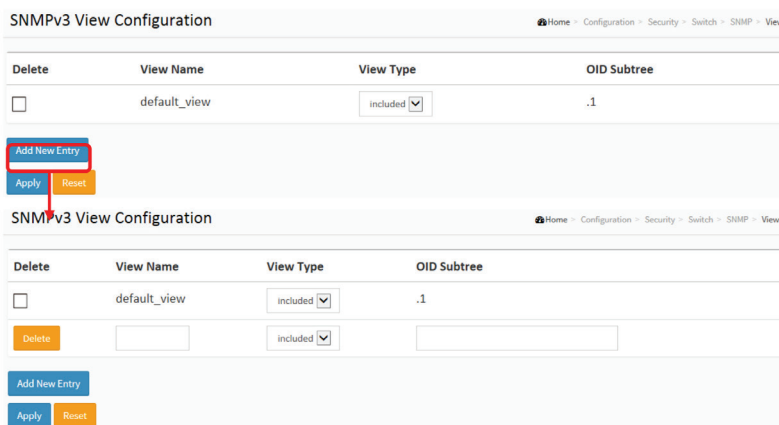 SNMPv3 View Configuration
Home > Configuration > Security > Switch > SNMP > View
Delete View Name View Type OID Subtree
default_view included .1
Add New Entry
Apply Reset
SNMPv3 View Configuration
Home > Configuration > Security > Switch > SNMP > View
Delete View Name View Type OID Subtree
default_view included .1
Delete included
Add New Entry
Apply Reset